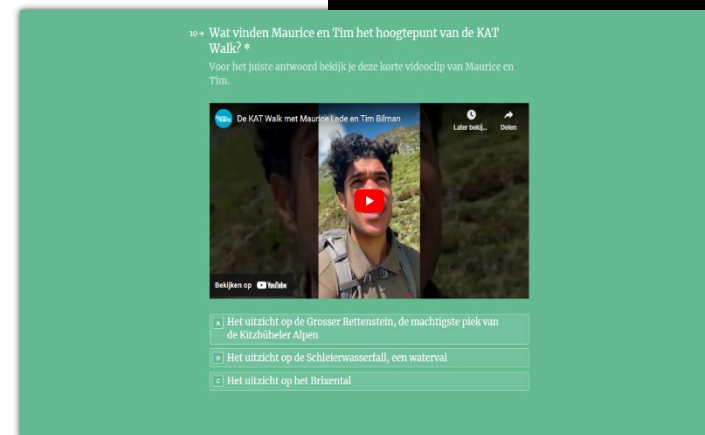 10 → Wat vinden Maurice en Tim het hoogtepunt van de KAT
Walk? *
Voor het juiste antwoord bekijk je deze korte videoclip van Maurice en
Tim.
De KAT Walk met Maurice Lede en Tim Bilman
Later bekij...
Delen
Bekijken op YouTube
A Het uitzicht op de Grosser Rettenstein, de machtigste piek van
de Kitzbüheler Alpen
B Het uitzicht op de Schleierwasserfall, een waterval
C Het uitzicht op het Brixental